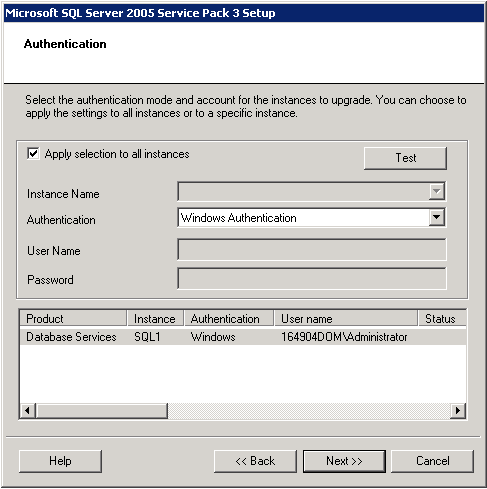 Microsoft SQL Server 2005 Service Pack 3 Setup
Authentication
Select the authentication mode and account for the instances to upgrade. You can choose to
apply the settings to all instances or to a specific instance.
Apply selection to all instances
Test
Instance Name
Authentication
Windows Authentication
User Name
Password
Product Instance Authentication User name Status
Database Services SQL1 Windows 164904DOM\Administrator
Help
<< Back
Next >>
Cancel